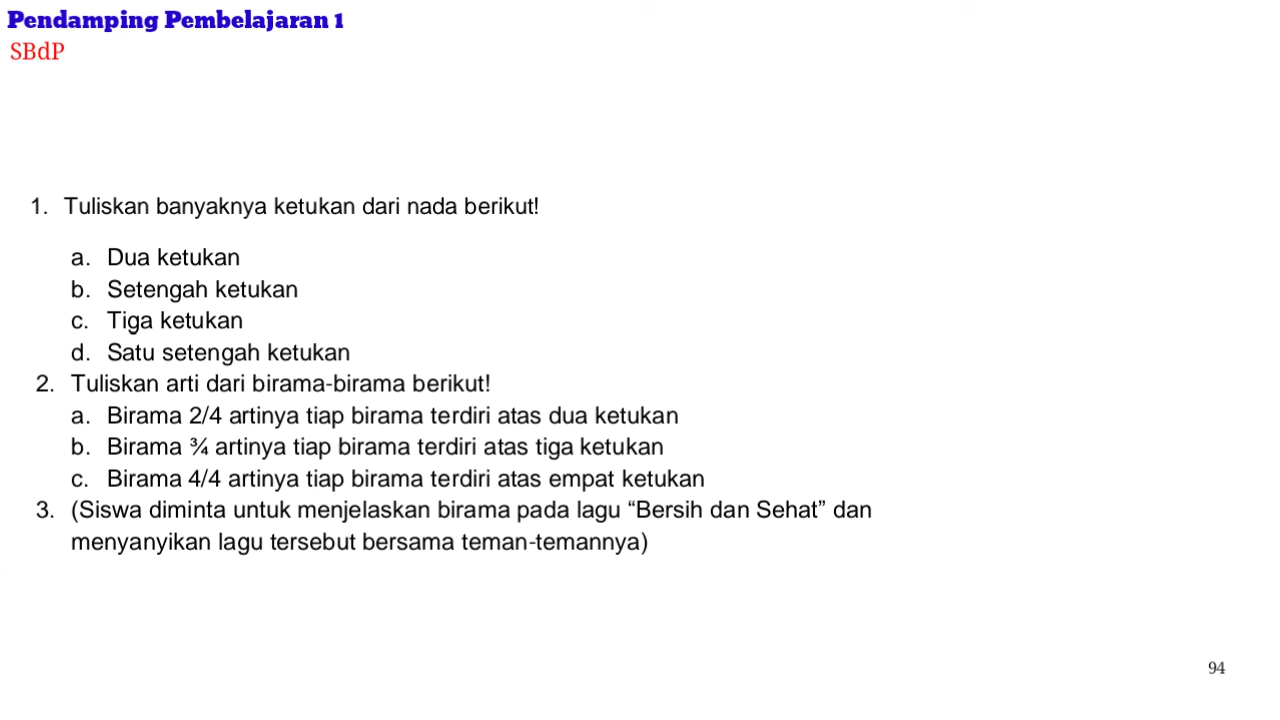 Pendamping Pembelajaran 1
SBdP
1. Tuliskan banyaknya ketukan dari nada berikut!
a. Dua ketukan
b. Setengah ketukan
c. Tiga ketukan
d. Satu setengah ketukan
2. Tuliskan arti dari birama-birama berikut!
a. Birama 2/4 artinya tiap birama terdiri atas dua ketukan
b. Birama ¾ artinya tiap birama terdiri atas tiga ketukan
c. Birama 4/4 artinya tiap birama terdiri atas empat ketukan
3. (Siswa diminta untuk menjelaskan birama pada lagu “Bersih dan Sehat” dan
menyanyikan lagu tersebut bersama teman-temannya)
94